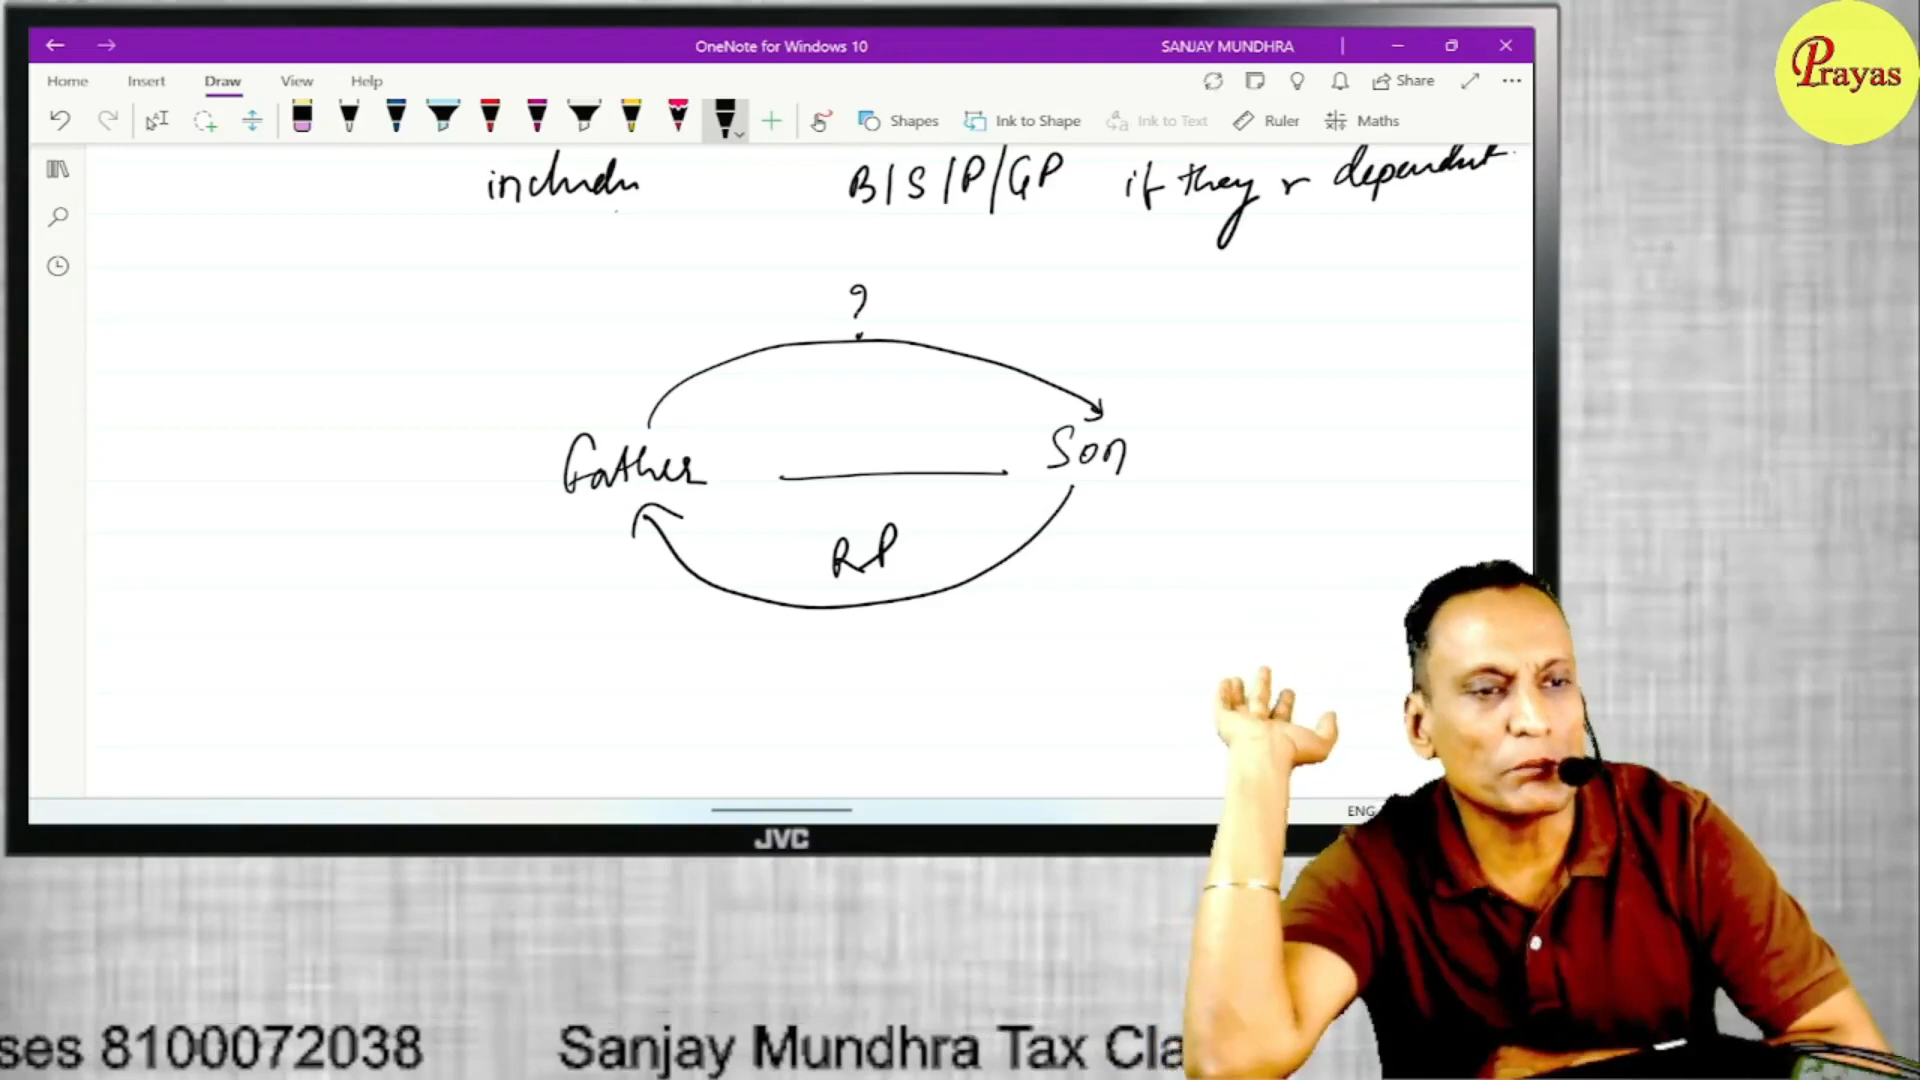 OneNote for Windows 10 SANJAY MUNDHRA
Home Insert Draw View Help Share
Shapes Ink to Shape Ink to Text Ruler Maths
include B/S/P/GP if they r dependent
?
Father Son
RP
ENG
JVC
Prayas
ses 8100072038 Sanjay Mundhra Tax Cla